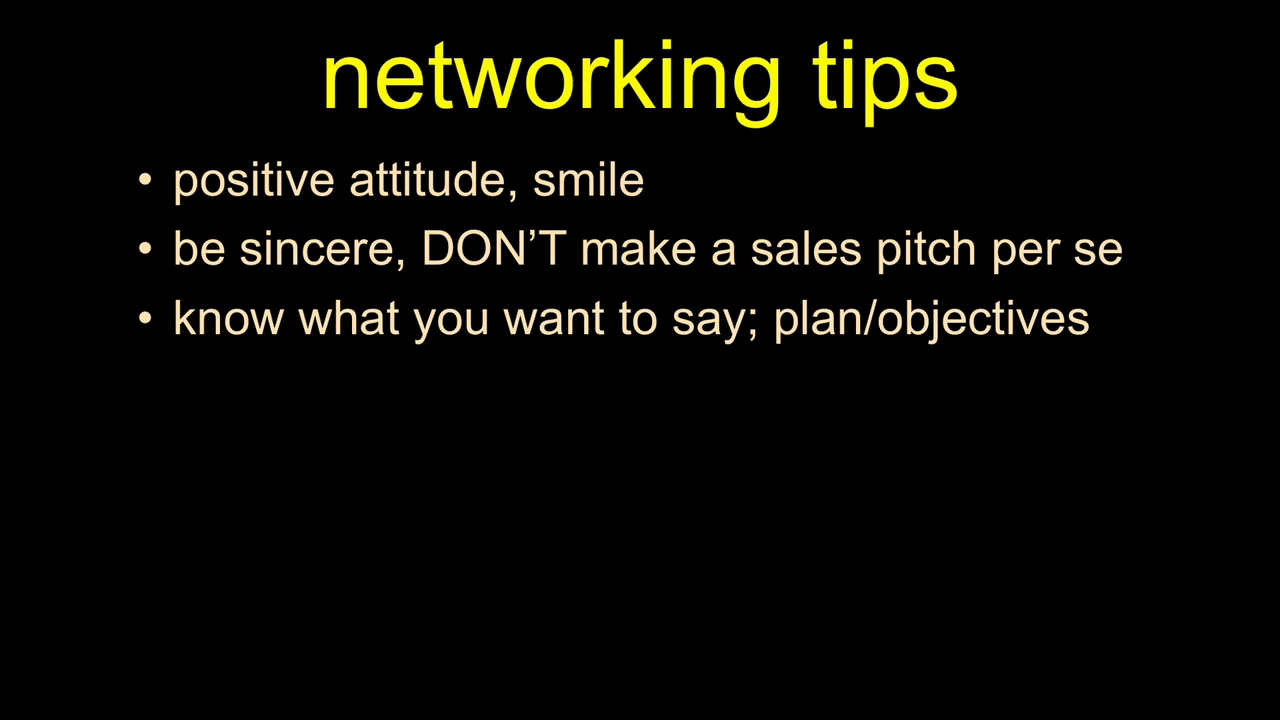 networking tips
• positive attitude, smile
• be sincere, DON’T make a sales pitch per se
• know what you want to say; plan/objectives